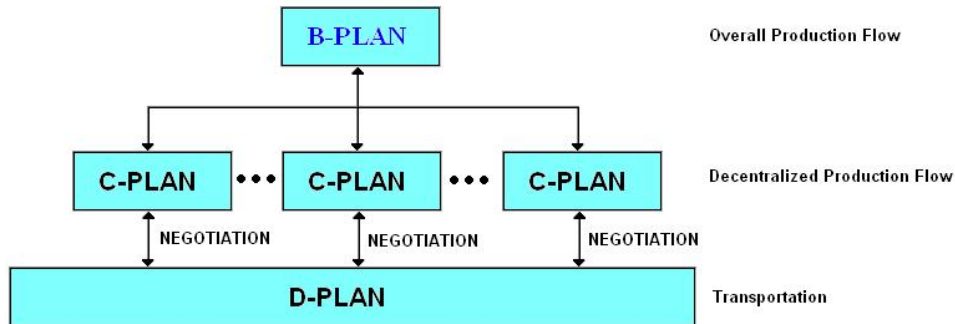 B-PLAN
Overall Production Flow
C-PLAN
C-PLAN
C-PLAN
Decentralized Production Flow
NEGOTIATION
NEGOTIATION
NEGOTIATION
D-PLAN
Transportation